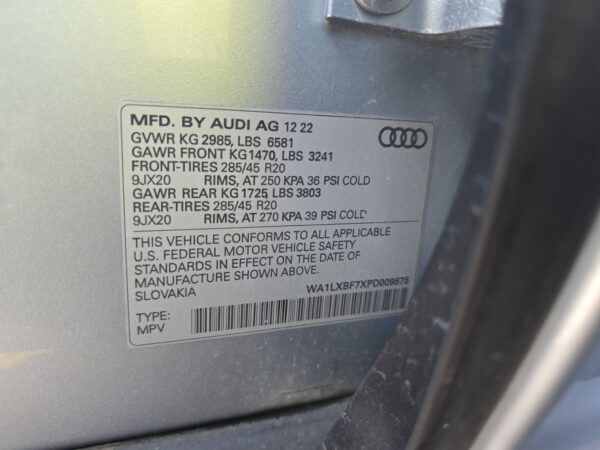 MFD. BY AUDI AG 12 22
GVWR KG 2985, LBS 6581
GAWR FRONT KG1470, LBS 3241
FRONT-TIRES 285/45 R20
9JX20 RIMS, AT 250 KPA 36 PSI COLD
GAWR REAR KG 1725, LBS 3803
REAR-TIRES 285/45 R20
9JX20 RIMS, AT 270 KPA 39 PSI COLD
THIS VEHICLE CONFORMS TO ALL APPLICABLE
U.S. FEDERAL MOTOR VEHICLE SAFETY
STANDARDS IN EFFECT ON THE DATE OF
MANUFACTURE SHOWN ABOVE.
SLOVAKIA WA1LXBF7XPD009875
TYPE:
MPV